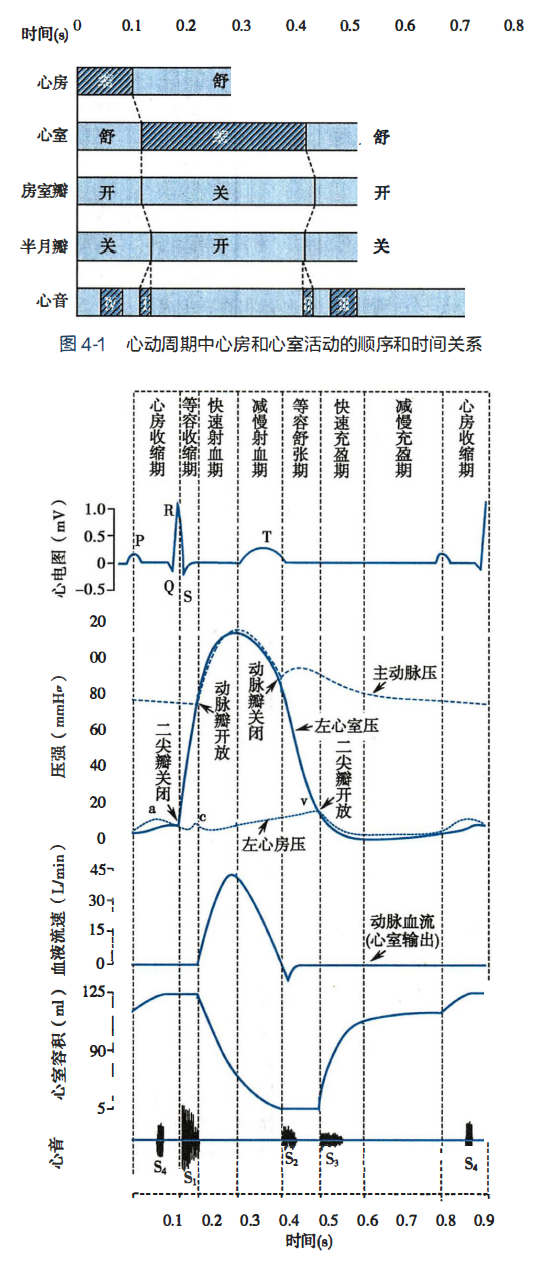 时间(s) 0 0.1 0.2 0.3 0.4 0.5 0.6 0.7 0.8
心房 舒
心室 舒 舒
房室瓣 开 关 开
半月瓣 关 开 关
心音
图 4-1 心动周期中心房和心室活动的顺序和时间关系
心房收缩期
等容收缩期
快速射血期
减慢射血期
等容舒张期
快速充盈期
减慢充盈期
心房收缩期
心电图(mV)
1.0
0.5
0
-0.5
P
R
Q
S
T
压强(mmHg)
20
00
80
60
40
20
0
二尖瓣关闭
动脉瓣开放
动脉瓣关闭
主动脉压
左心室压
二尖瓣开放
左心房压
a
c
v
血液流速(L/min)
45
30
15
0
动脉血流
(心室输出)
心室容积(ml)
125
90
5
心音
S₄
S₁
S₂
S₃
S₄
0.1 0.2 0.3 0.4 0.5 0.6 0.7 0.8 0.9
时间(s)